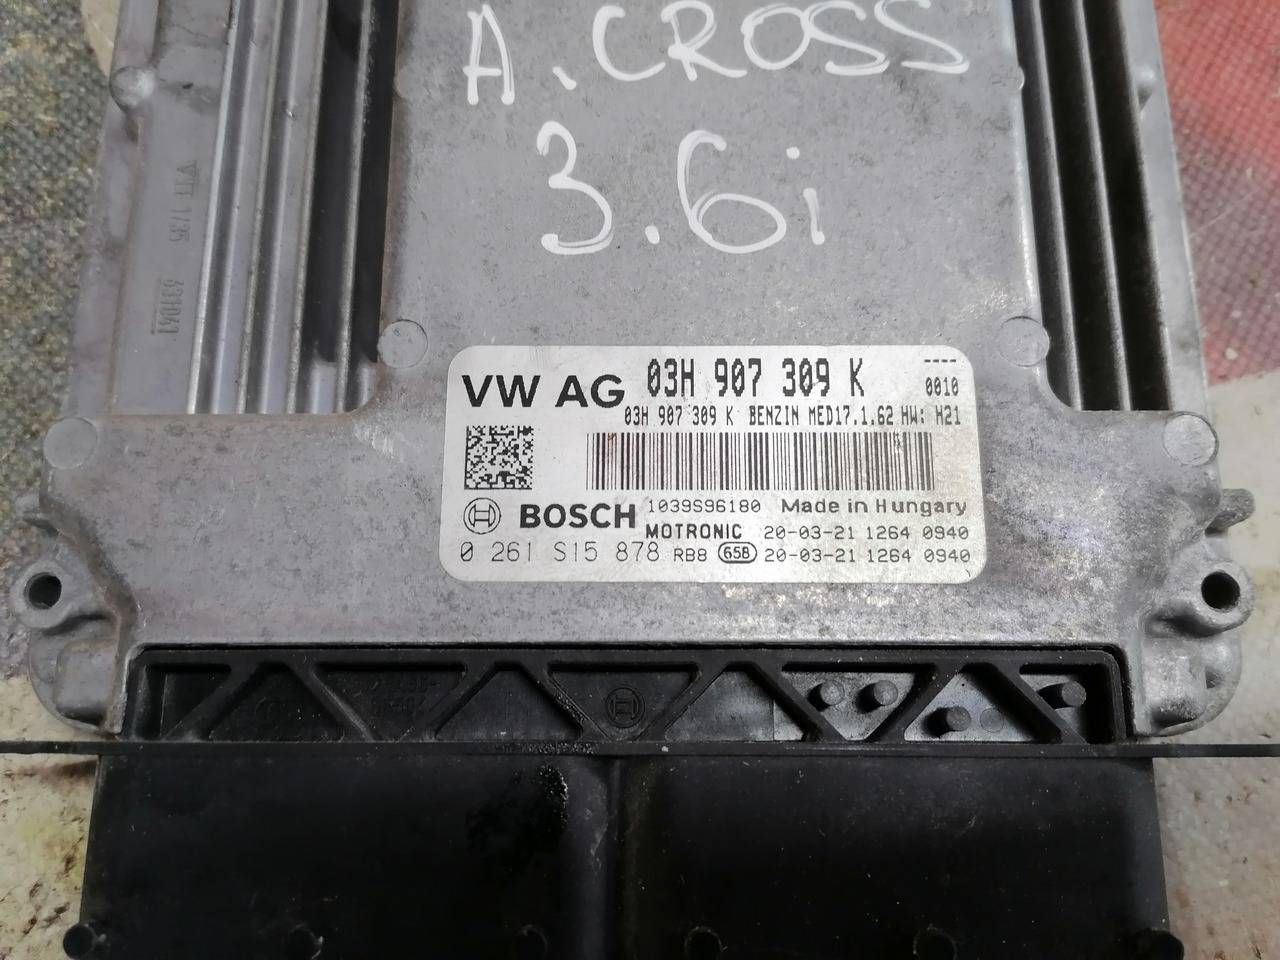 A. CROSS
3.6i
VW AG 03H 907 309 K ----
0010
03H 907 309 K BENZIN MED17.1.62 HW: H21
BOSCH 1039S96180 Made in Hungary
MOTRONIC 20-03-21 1264 0940
0 261 S15 878 RB8 65B 20-03-21 1264 0940